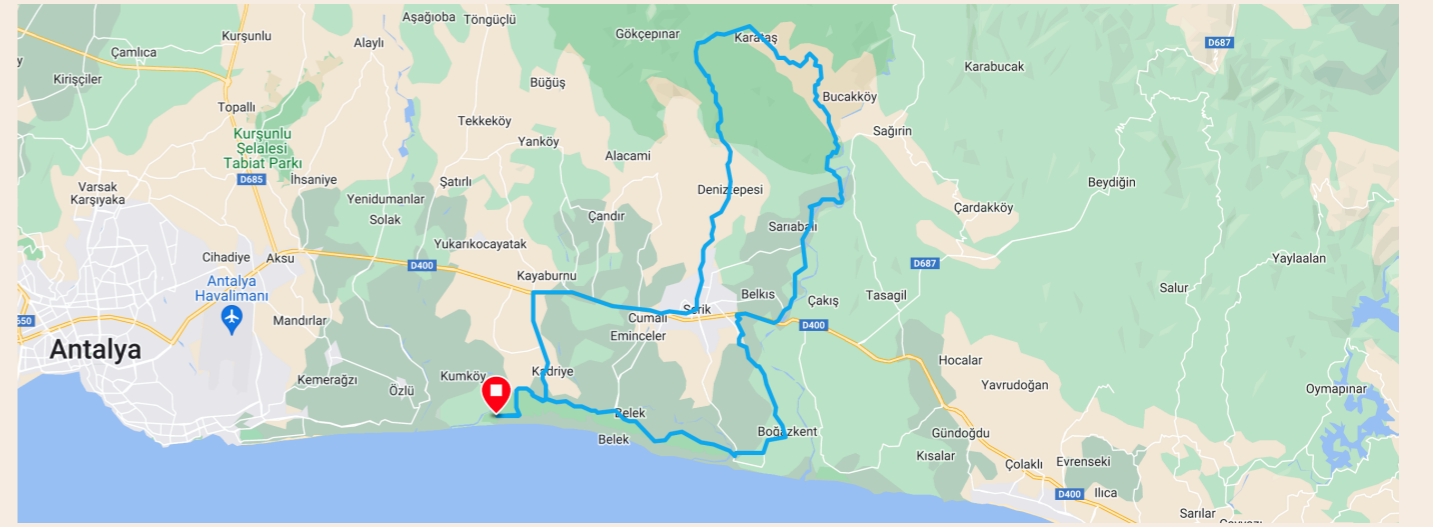 Aşağıoba
Töngüçlü
Kurşunlu
Gökçepınar
Karataş
Alaylı
D687
Çamlıca
y
Karabucak
Kirişçiler
Büğüş
Bucakköy
Topallı
Tekkeköy
Sağırin
Kurşunlu
Şelalesi
Tabiat Parkı
Yanköy
Alacami
D685
İhsaniye
Şatırlı
Varsak
Karşıyaka
Deniztepesi
Beydiğin
Yenidumanlar
Solak
Çardakköy
Çandır
Sarıabalı
Yukarıkocayatak
Cihadiye
Aksu
D400
D687
Yaylaalan
Kayaburnu
Antalya
Havalimanı
Belkıs
Çakış
Tasagil
Salur
Serik
650
Mandırlar
Cumali
D400
Eminceler
Antalya
Hocalar
Kadriye
Kemerağzı
Kumköy
Yavrudoğan
Özlü
Oymapınar
Belek
Boğazkent
Belek
Gündoğdu
Kısalar
Çolaklı
Evrenseki
D400
Ilıca
Sarılar